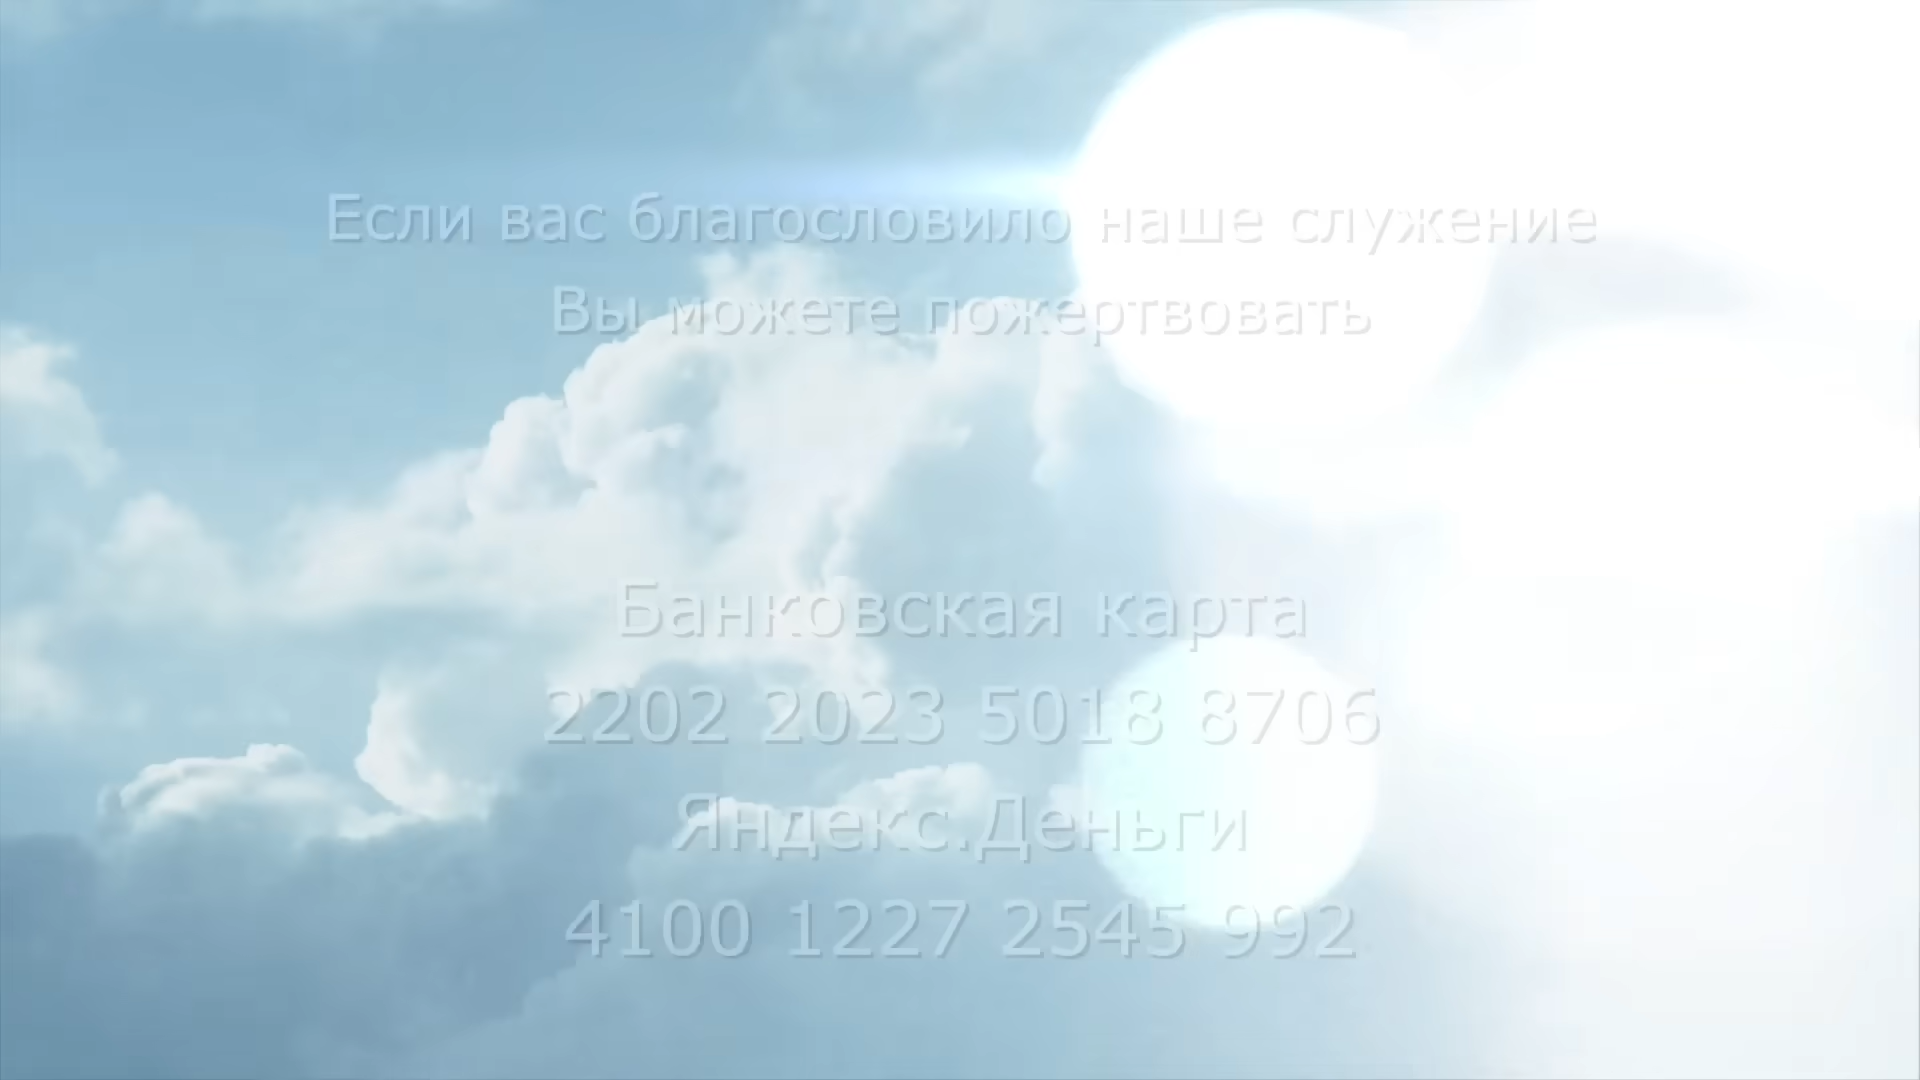 Если вас благословило наше служение
Вы можете пожертвовать
Банковская карта
2202 2023 5018 8706
Яндекс.Деньги
4100 1227 2545 992